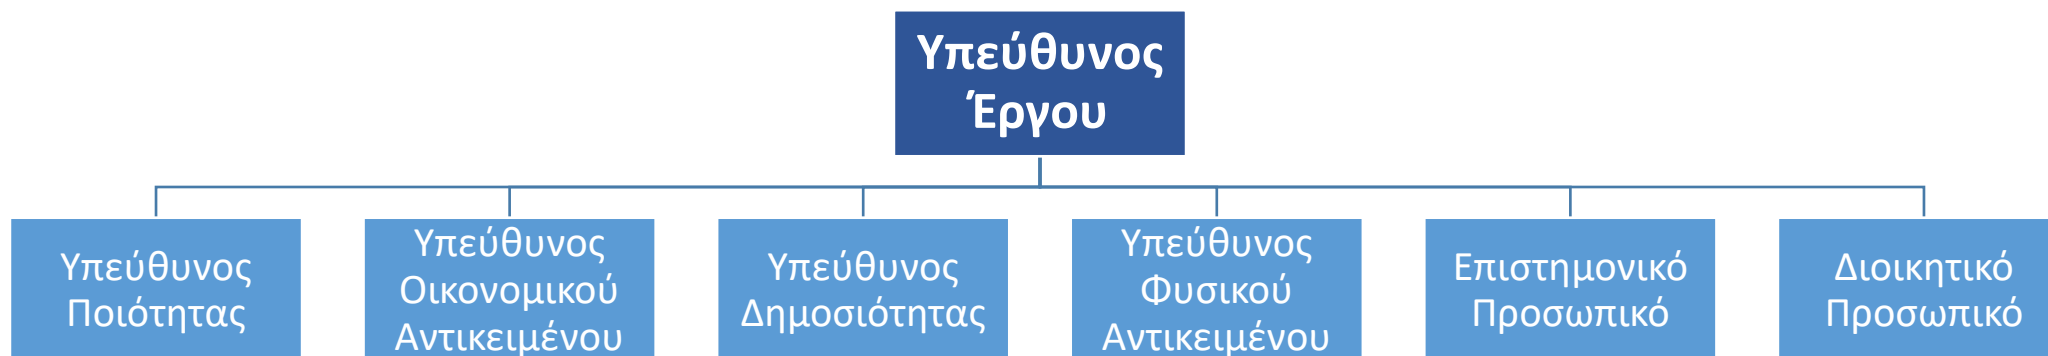 Υπεύθυνος
Έργου
Υπεύθυνος
Ποιότητας
Υπεύθυνος
Οικονομικού
Αντικειμένου
Υπεύθυνος
Δημοσιότητας
Υπεύθυνος
Φυσικού
Αντικειμένου
Επιστημονικό
Προσωπικό
Διοικητικό
Προσωπικό